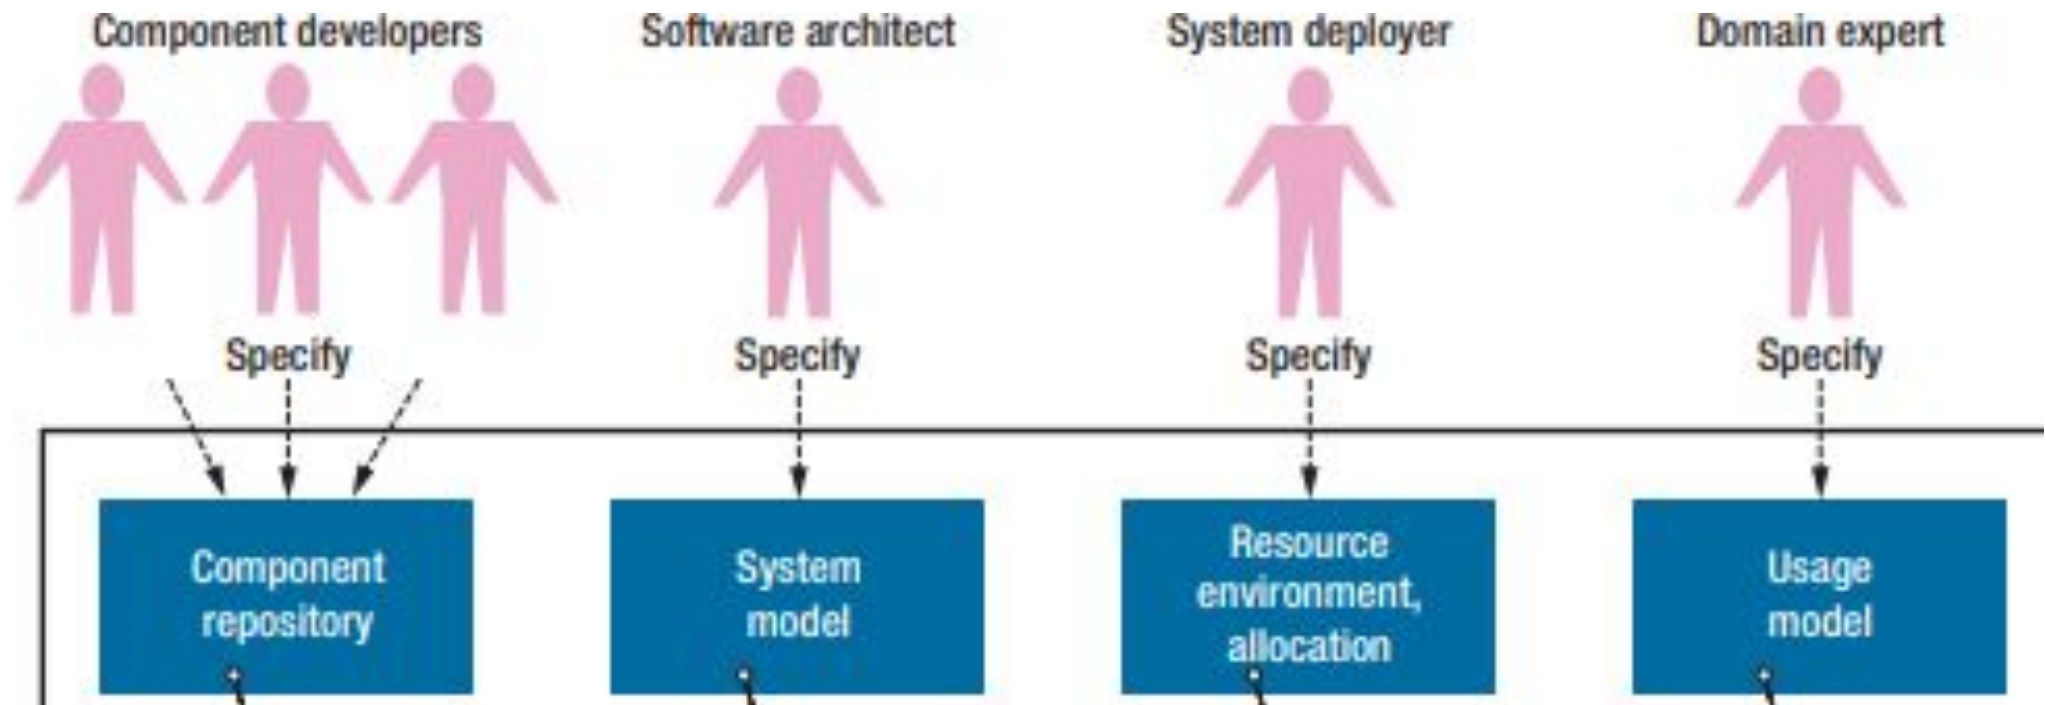 Component developers
Software architect
System deployer
Domain expert
Specify
Specify
Specify
Specify
Component
repository
System
model
Resource
environment,
allocation
Usage
model